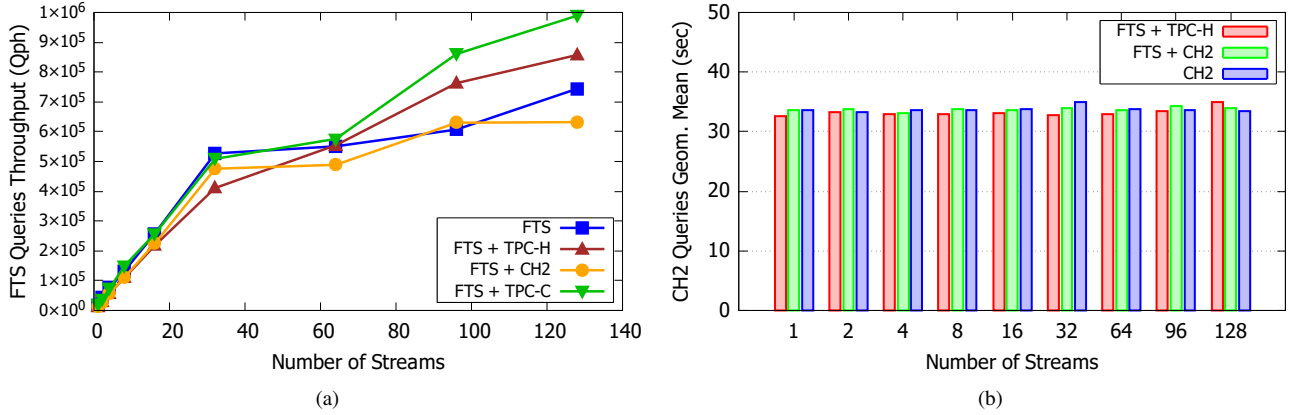 FTS Queries Throughput (Qph)
1×10⁶
9×10⁵
8×10⁵
7×10⁵
6×10⁵
5×10⁵
4×10⁵
3×10⁵
2×10⁵
1×10⁵
0×10⁰
0 20 40 60 80 100 120 140
Number of Streams
FTS
FTS + TPC-H
FTS + CH2
FTS + TPC-C
(a)
CH2 Queries Geom. Mean (sec)
50
40
30
20
10
0
1 2 4 8 16 32 64 96 128
Number of Streams
FTS + TPC-H
FTS + CH2
CH2
(b)